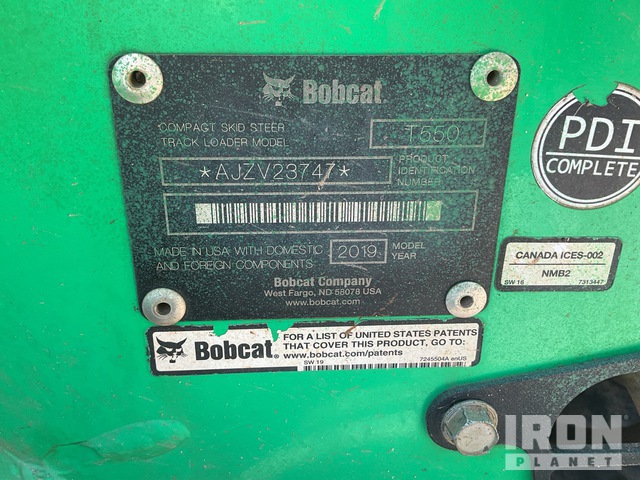 Bobcat
COMPACT SKID STEER
TRACK LOADER MODEL
T550
*AJZV23747*
PRODUCT
IDENTIFICATION
NUMBER
MADE IN USA WITH DOMESTIC
AND FOREIGN COMPONENTS
2019
MODEL
YEAR
Bobcat Company
West Fargo, ND 58078 USA
www.bobcat.com
PDI
COMPLETE
CANADA ICES-002
NMB2
SW 15 7313447
Bobcat
FOR A LIST OF UNITED STATES PATENTS
THAT COVER THIS PRODUCT, GO TO:
www.bobcat.com/patents
SW 19 7245504A enUS
IRON
PLANET